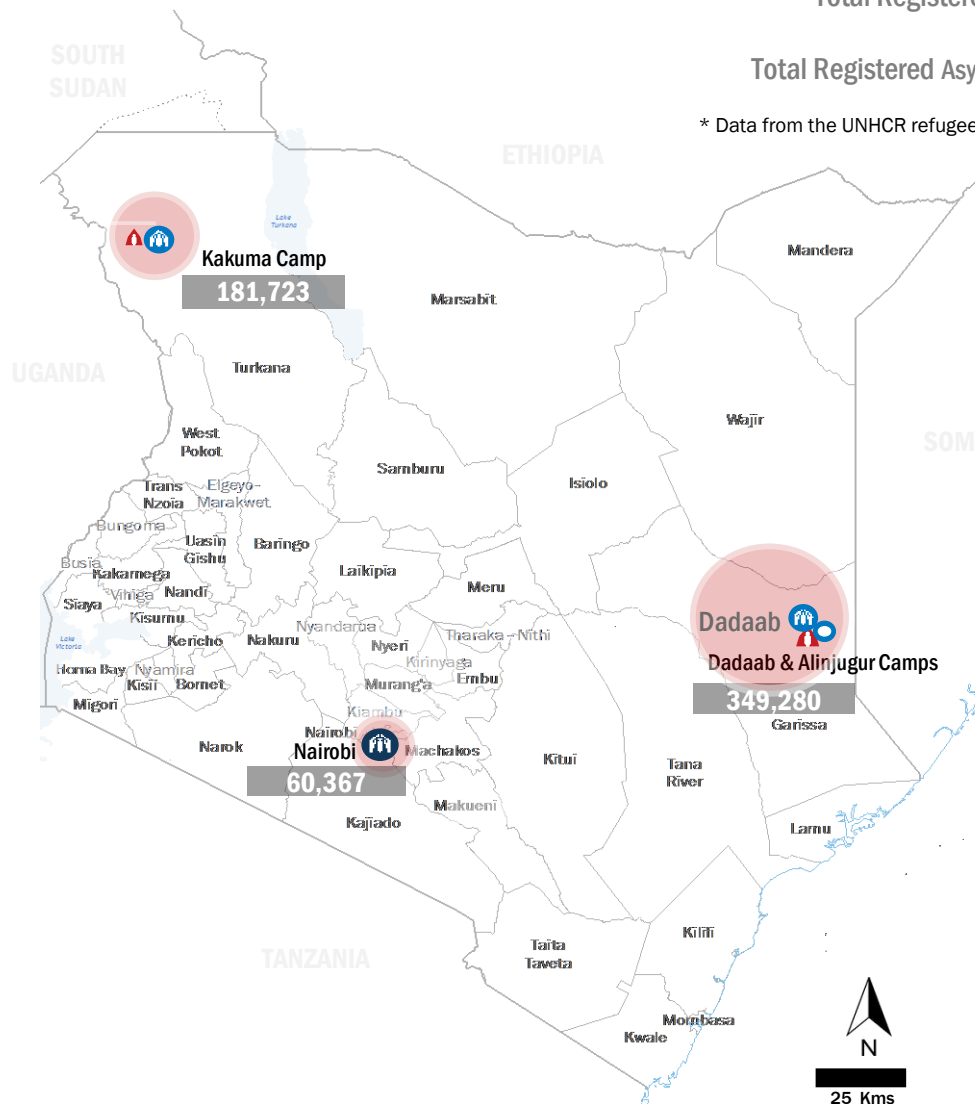 Total Registere
SOUTH
SUDAN
Total Registered Asy
* Data from the UNHCR refugee
ETHIOPIA
Lake
Turkana
Mandera
Kakuma Camp
181,723
Marsabit
UGANDA
Turkana
Wajir
West
Pokot
SOM
Samburu
Isiolo
Trans
Nzoia
Elgeyo-
Marakwet
Bungoma
Uasin
Gishu
Baringo
Busia
Kakamega
Laikipia
Meru
Vihiga
Nandi
Siaya
Kisumu
Dadaab
Nyandarua
Tharaka-Nithi
Lake
Victoria
Kericho
Nakuru
Nyeri
Kirinyaga
Dadaab & Alinjugur Camps
Homa Bay
Nyamira
Embu
Kisii
Bomet
Murang'a
349,280
Migori
Kiambu
Garissa
Nairobi
Narok
Nairobi
Machakos
Kitui
Tana
River
60,367
Makueni
Kajiado
Lamu
Kilifi
Taita
Taveta
TANZANIA
Mombasa
Kwale
N
25 Kms